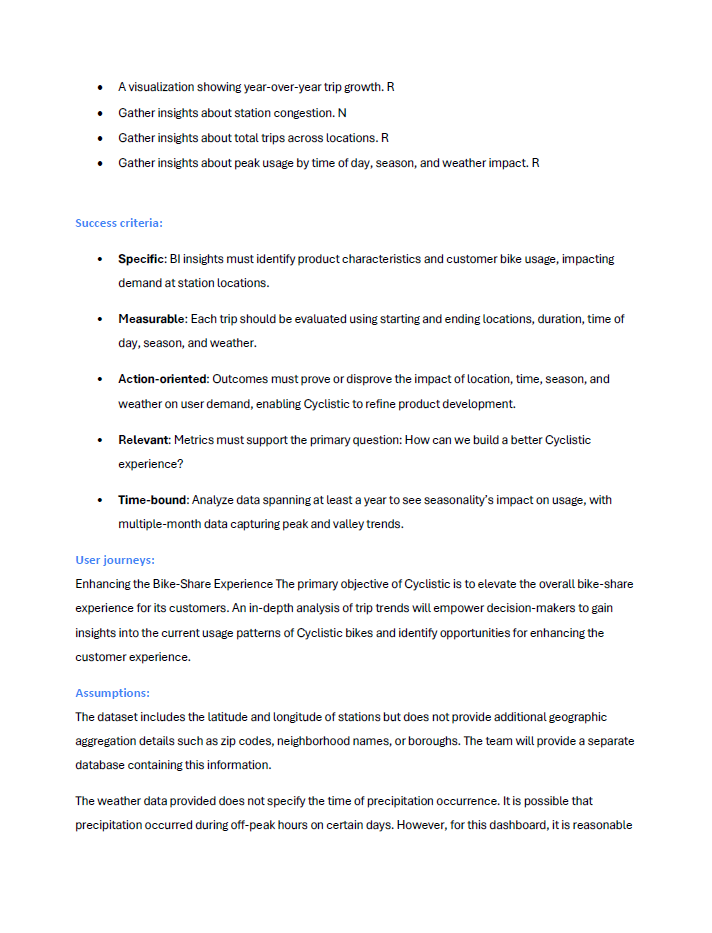 • A visualization showing year-over-year trip growth. R
• Gather insights about station congestion. N
• Gather insights about total trips across locations. R
• Gather insights about peak usage by time of day, season, and weather impact. R
Success criteria:
• Specific: BI insights must identify product characteristics and customer bike usage, impacting
demand at station locations.
• Measurable: Each trip should be evaluated using starting and ending locations, duration, time of
day, season, and weather.
• Action-oriented: Outcomes must prove or disprove the impact of location, time, season, and
weather on user demand, enabling Cyclistic to refine product development.
• Relevant: Metrics must support the primary question: How can we build a better Cyclistic
experience?
• Time-bound: Analyze data spanning at least a year to see seasonality's impact on usage, with
multiple-month data capturing peak and valley trends.
User journeys:
Enhancing the Bike-Share Experience The primary objective of Cyclistic is to elevate the overall bike-share
experience for its customers. An in-depth analysis of trip trends will empower decision-makers to gain
insights into the current usage patterns of Cyclistic bikes and identify opportunities for enhancing the
customer experience.
Assumptions:
The dataset includes the latitude and longitude of stations but does not provide additional geographic
aggregation details such as zip codes, neighborhood names, or boroughs. The team will provide a separate
database containing this information.
The weather data provided does not specify the time of precipitation occurrence. It is possible that
precipitation occurred during off-peak hours on certain days. However, for this dashboard, it is reasonable